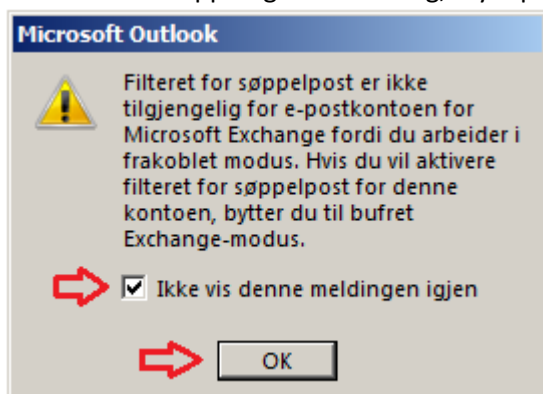 Microsoft Outlook
Filteret for søppelpost er ikke
tilgjengelig for e-postkontoen for
Microsoft Exchange fordi du arbeider i
frakoblet modus. Hvis du vil aktivere
filteret for søppelpost for denne
kontoen, bytter du til bufret
Exchange-modus.
Ikke vis denne meldingen igjen
OK